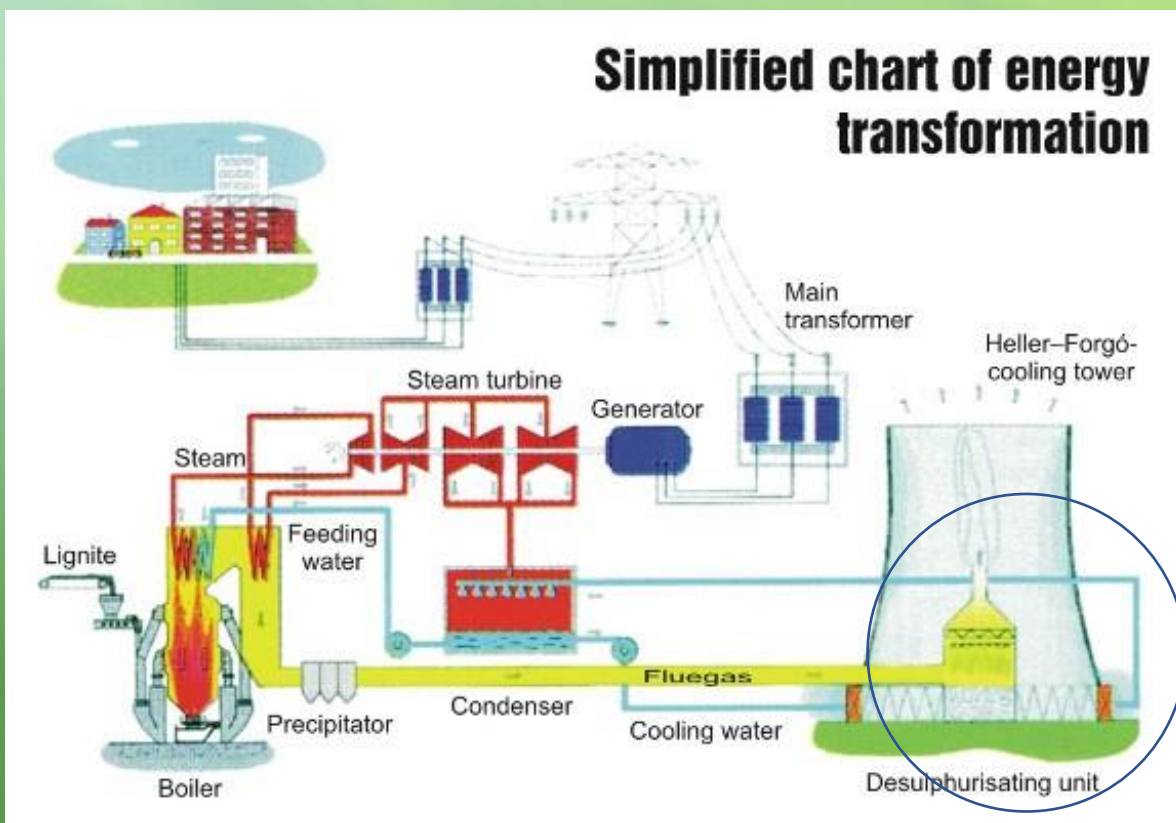 Simplified chart of energy
transformation
Main
transformer
Heller–Forgó-
cooling tower
Steam turbine
Generator
Steam
Feeding
water
Lignite
Fluegas
Precipitator
Condenser
Cooling water
Boiler
Desulphurisating unit